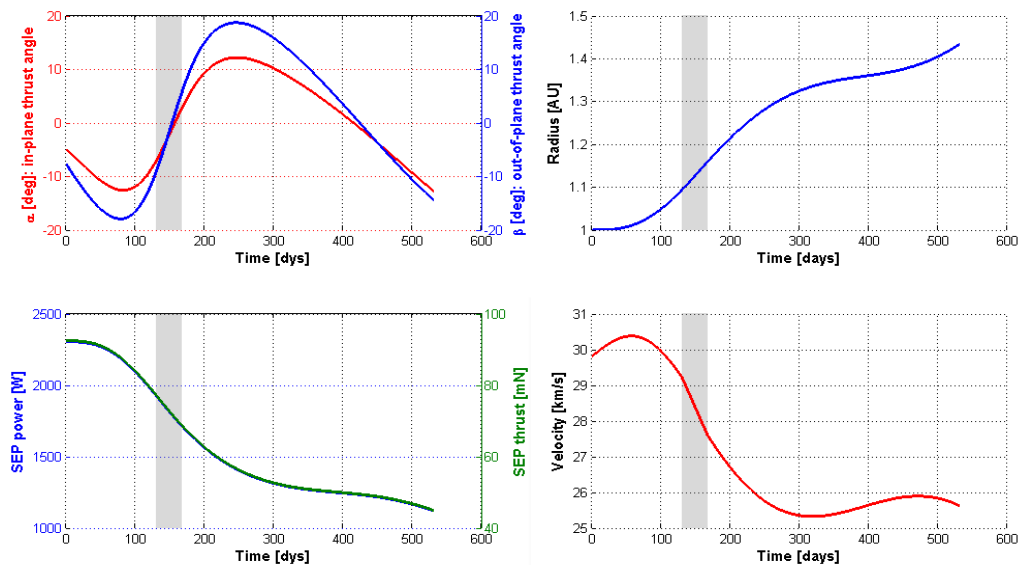 20
10
0
-10
-20
α [deg]: in-plane thrust angle
20
10
0
-10
-20
β [deg]: out-of-plane thrust angle
0 100 200 300 400 500 600
Time [dys]
1.5
1.4
1.3
1.2
1.1
1
Radius [AU]
0 100 200 300 400 500 600
Time [days]
2500
2000
1500
1000
SEP power [W]
100
80
60
40
SEP thrust [mN]
0 100 200 300 400 500 600
Time [days]
31
30
29
28
27
26
25
Velocity [km/s]
0 100 200 300 400 500 600
Time [days]